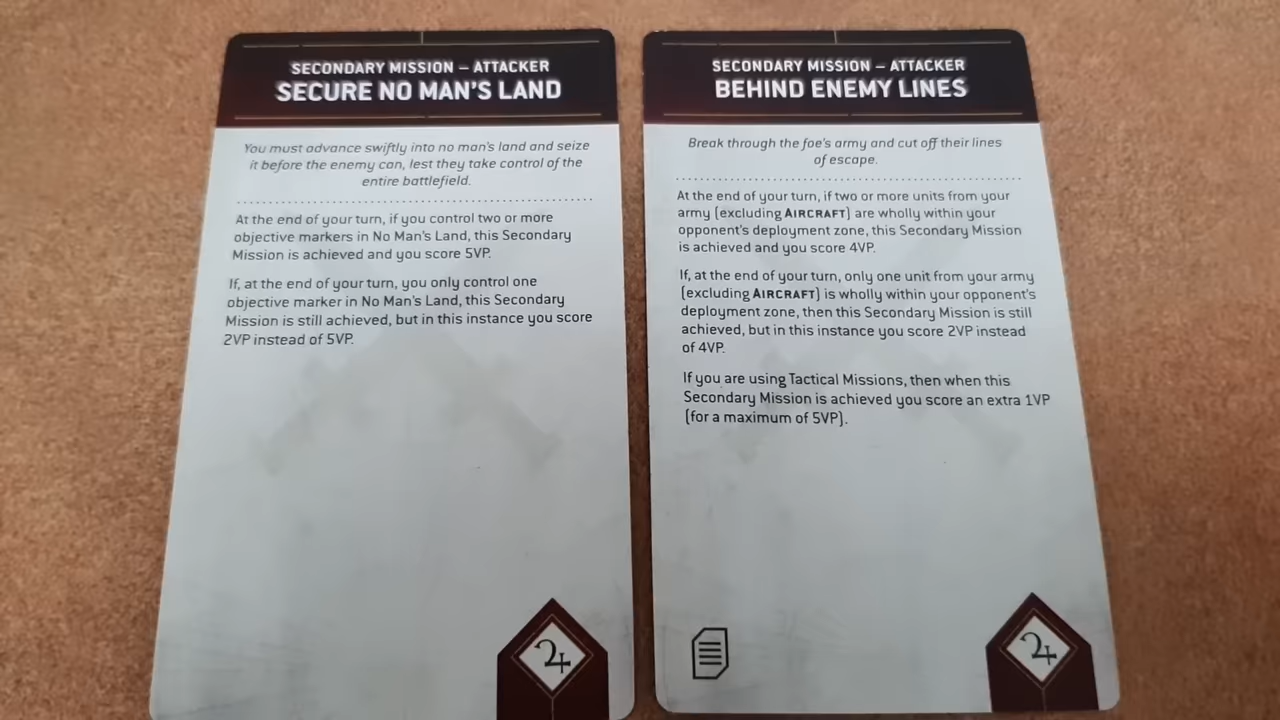 SECONDARY MISSION – ATTACKER
SECURE NO MAN'S LAND
You must advance swiftly into no man's land and seize
it before the enemy can, lest they take control of the
entire battlefield.
At the end of your turn, if you control two or more
objective markers in No Man's Land, this Secondary
Mission is achieved and you score 5VP.
If, at the end of your turn, you only control one
objective marker in No Man's Land, this Secondary
Mission is still achieved, but in this instance you score
2VP instead of 5VP.
SECONDARY MISSION – ATTACKER
BEHIND ENEMY LINES
Break through the foe's army and cut off their lines
of escape.
At the end of your turn, if two or more units from your
army (excluding AIRCRAFT) are wholly within your
opponent's deployment zone, this Secondary Mission
is achieved and you score 4VP.
If, at the end of your turn, only one unit from your army
(excluding AIRCRAFT) is wholly within your opponent's
deployment zone, then this Secondary Mission is still
achieved, but in this instance you score 2VP instead
of 4VP.
If you are using Tactical Missions, then when this
Secondary Mission is achieved you score an extra 1VP
(for a maximum of 5VP).